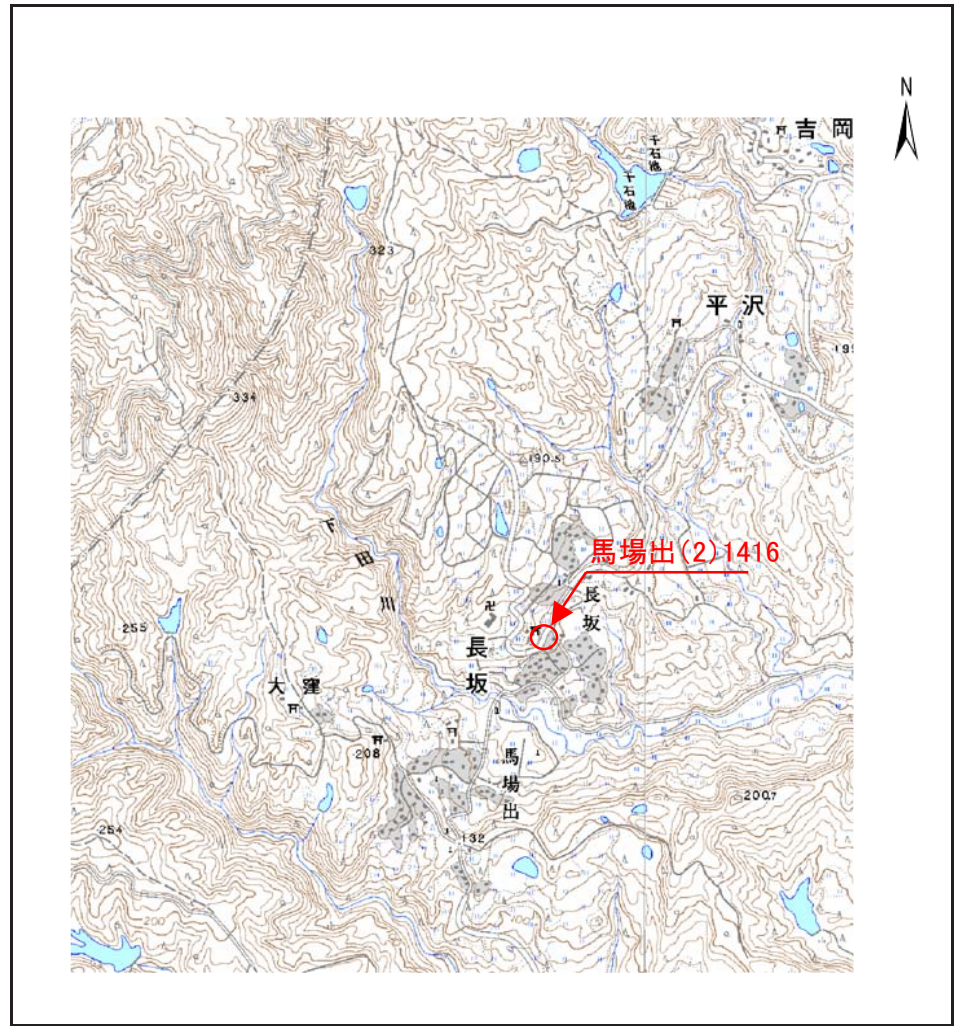 N
吉岡
千石池
千石池
323
平沢
195
334
190.5
馬場出(2)1416
下田川
長坂
255
長坂
大窪
208
馬場出
200.7
254
132
200